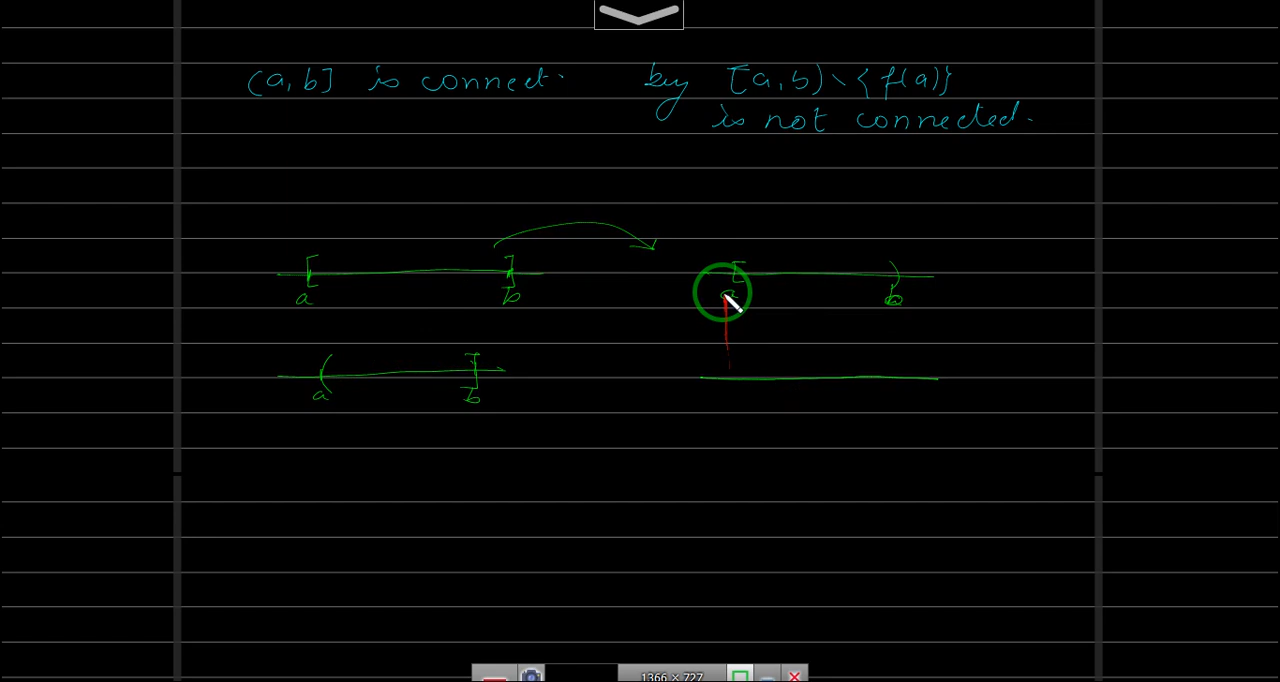 (a, b] is connect. by [a, b) \ {f(a)}
is not connected.
a b a b
a b
1366 × 727